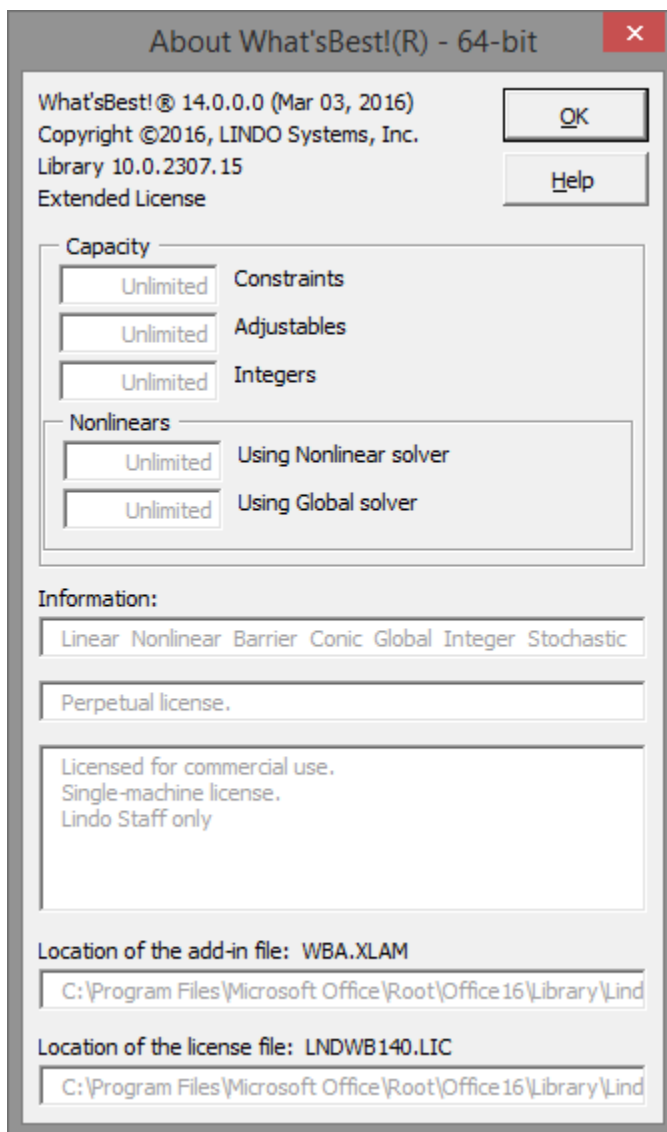 About What'sBest!(R) - 64-bit
What'sBest!® 14.0.0.0 (Mar 03, 2016)
Copyright ©2016, LINDO Systems, Inc.
Library 10.0.2307.15
Extended License
OK
Help
Capacity
Unlimited Constraints
Unlimited Adjustables
Unlimited Integers
Nonlinears
Unlimited Using Nonlinear solver
Unlimited Using Global solver
Information:
Linear Nonlinear Barrier Conic Global Integer Stochastic
Perpetual license.
Licensed for commercial use.
Single-machine license.
Lindo Staff only
Location of the add-in file: WBA.XLAM
C:\Program Files\Microsoft Office\Root\Office16\Library\Lind
Location of the license file: LNDWB140.LIC
C:\Program Files\Microsoft Office\Root\Office16\Library\Lind